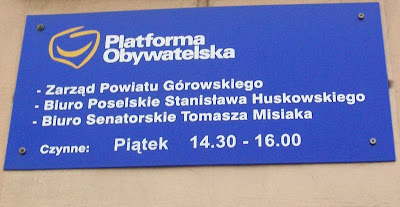 Platforma
Obywatelska
- Zarząd Powiatu Górowskiego
- Biuro Poselskie Stanisława Huskowskiego
- Biuro Senatorskie Tomasza Misiaka
Czynne: Piątek 14.30 - 16.00